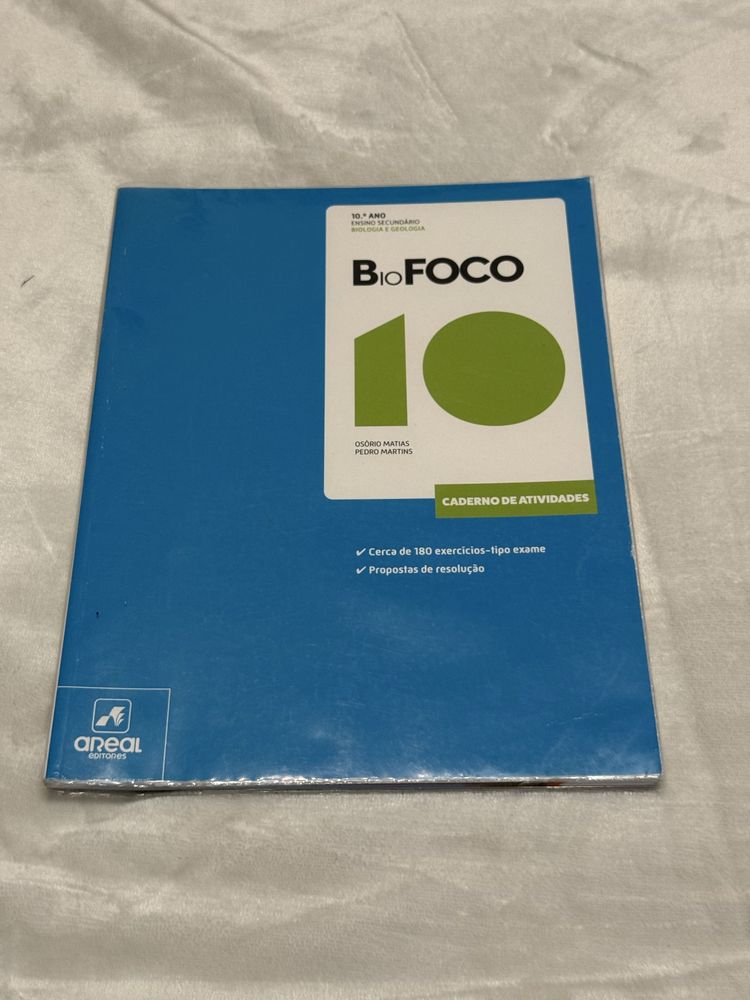 10.º ANO
ENSINO SECUNDÁRIO
BIOLOGIA E GEOLOGIA
BIOFOCO
10
OSÓRIO MATIAS
PEDRO MARTINS
CADERNO DE ATIVIDADES
✔ Cerca de 180 exercícios-tipo exame
✔ Propostas de resolução
areal
EDITORES